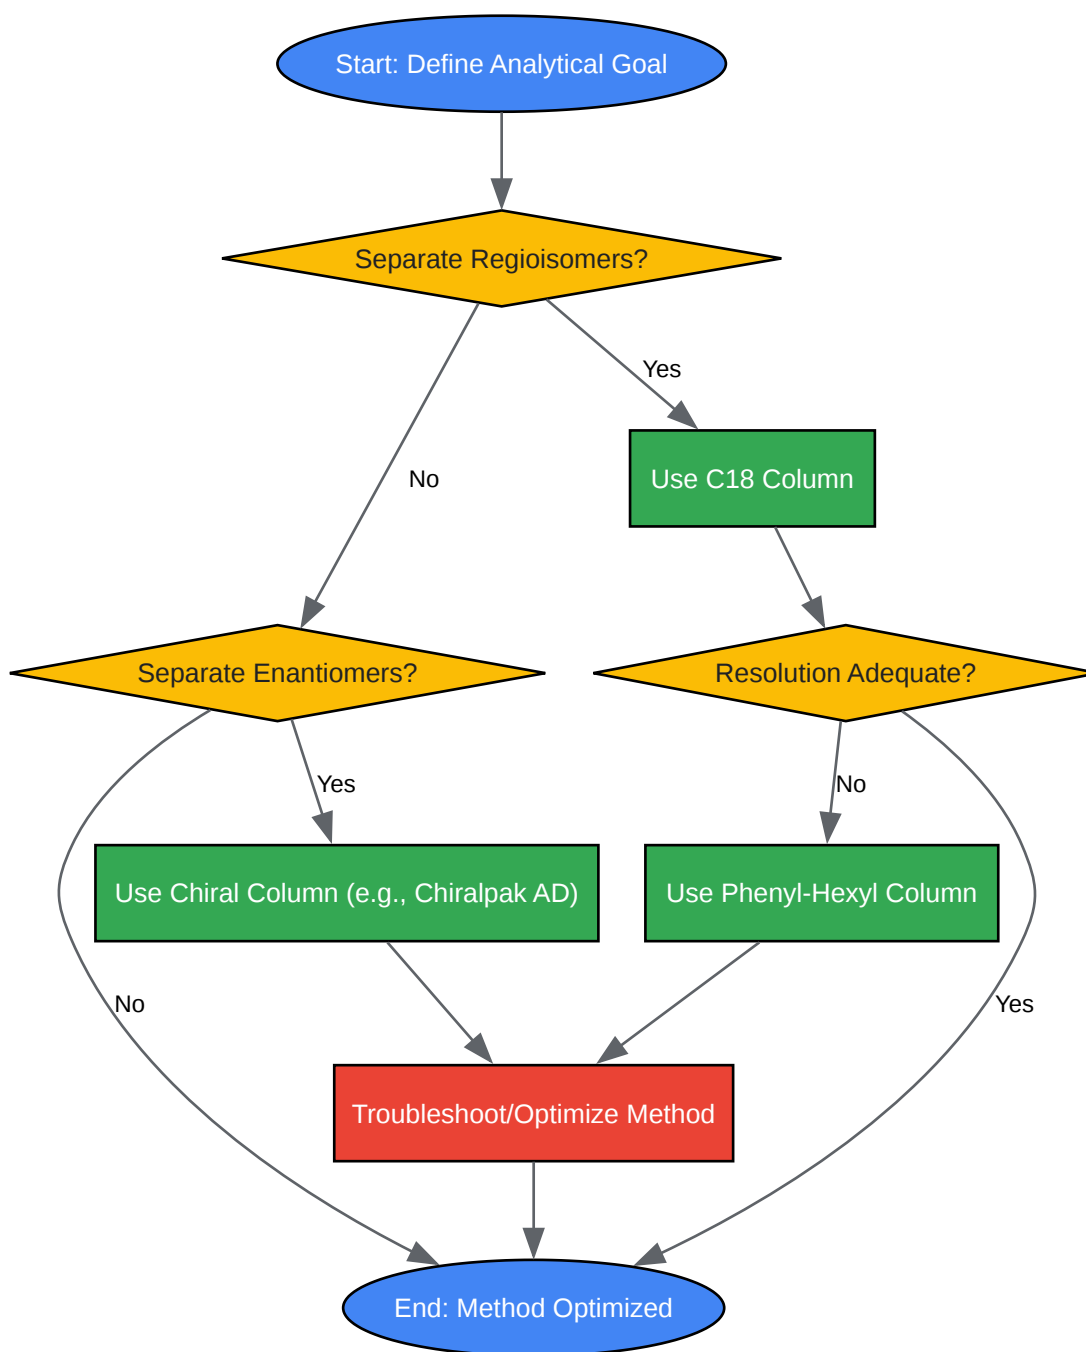 Start: Define Analytical Goal
Separate Regioisomers?
Yes
No
Use C18 Column
Separate Enantiomers?
Resolution Adequate?
Yes
No
Use Chiral Column (e.g., Chiralpak AD)
Use Phenyl-Hexyl Column
No
Yes
Troubleshoot/Optimize Method
End: Method Optimized